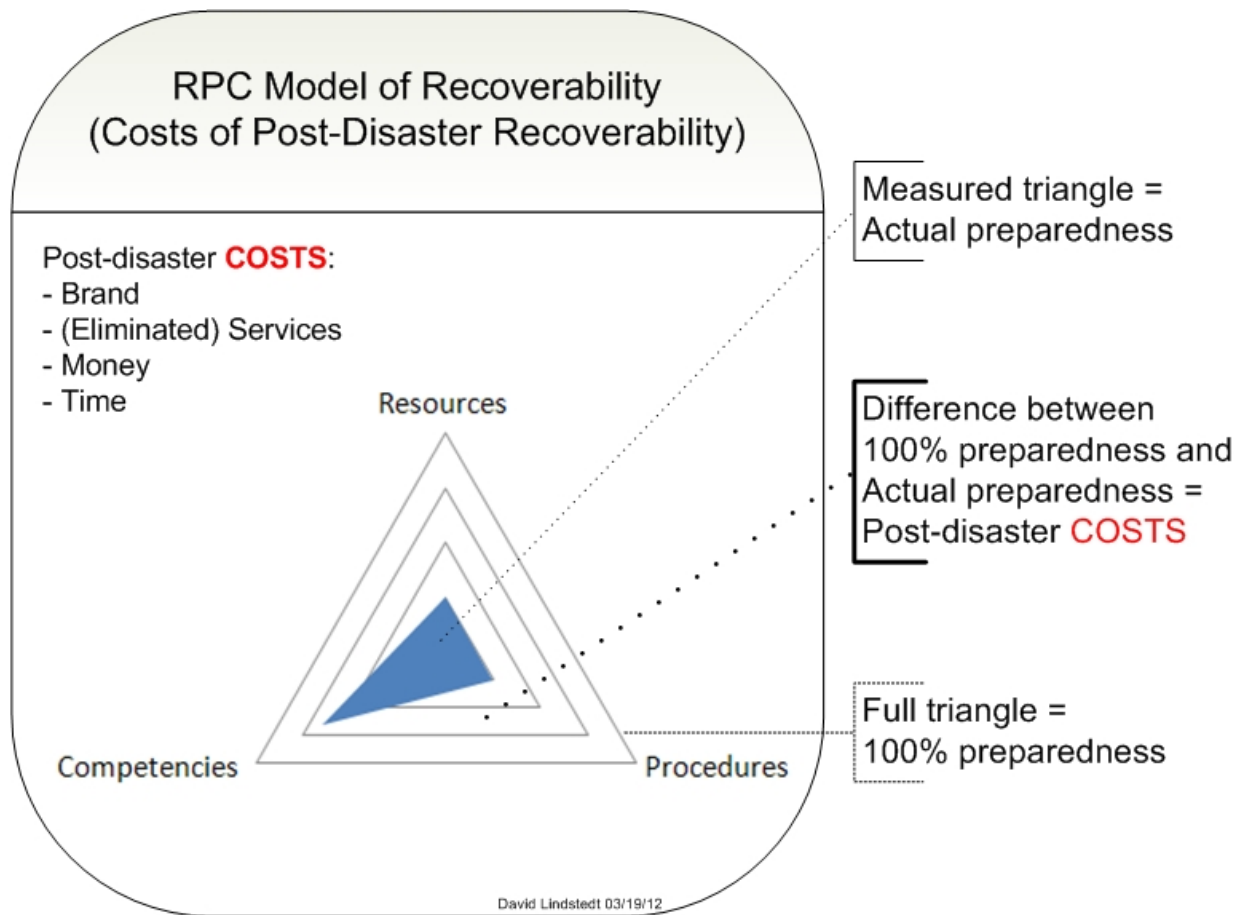 RPC Model of Recoverability
(Costs of Post-Disaster Recoverability)
Post-disaster COSTS:
- Brand
- (Eliminated) Services
- Money
- Time
Resources
Competencies
Procedures
Measured triangle =
Actual preparedness
Difference between
100% preparedness and
Actual preparedness =
Post-disaster COSTS
Full triangle =
100% preparedness
David Lindstedt 03/19/12